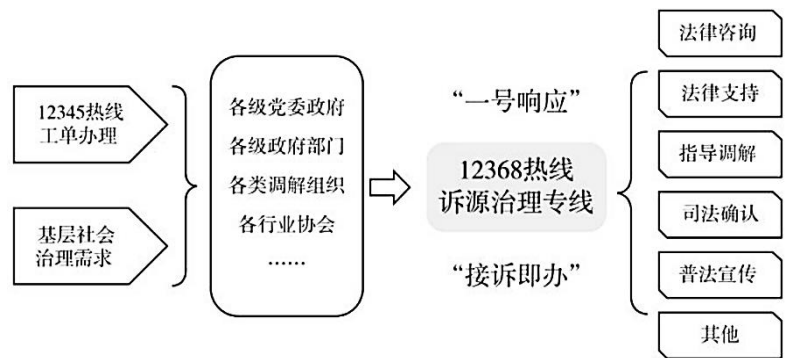 12345热线
工单办理
基层社会
治理需求
各级党委政府
各级政府部门
各类调解组织
各行业协会
……
“一号响应”
12368热线
诉源治理专线
“接诉即办”
法律咨询
法律支持
指导调解
司法确认
普法宣传
其他